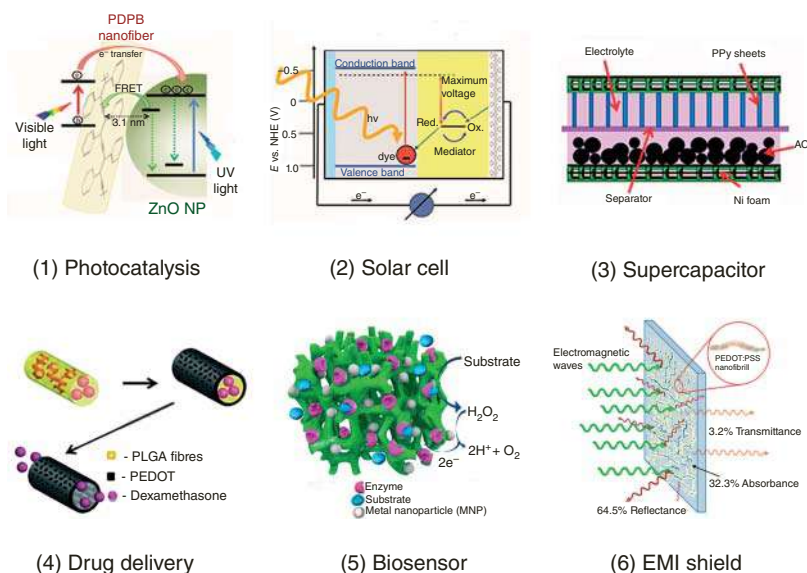 PDPB
nanofiber
e⁻ transfer
FRET
3.1 nm
Visible
light
UV
light
ZnO NP
(1) Photocatalysis
E vs. NHE (V)
−0.5
0
0.5
1.0
Conduction band
Maximum
voltage
hν
Red.
Ox.
dye
Mediator
Valence band
e⁻
e⁻
(2) Solar cell
Electrolyte
PPy sheets
AC
Separator
Ni foam
(3) Supercapacitor
- PLGA fibres
- PEDOT
- Dexamethasone
(4) Drug delivery
Substrate
H₂O₂
2H⁺ + O₂
2e⁻
Enzyme
Substrate
Metal nanoparticle (MNP)
(5) Biosensor
Electromagnetic
waves
PEDOT:PSS
nanofibrill
3.2% Transmittance
32.3% Absorbance
64.5% Reflectance
(6) EMI shield